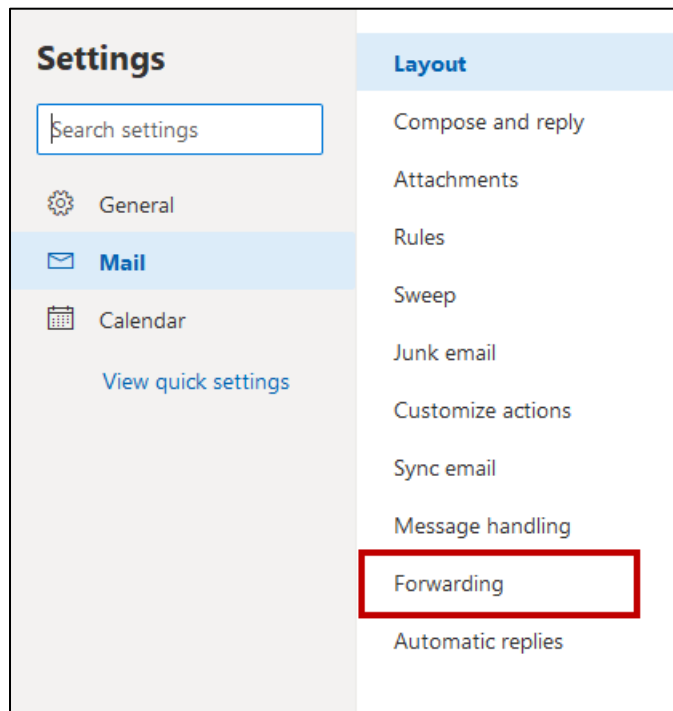 Settings
Search settings
General
Mail
Calendar
View quick settings
Layout
Compose and reply
Attachments
Rules
Sweep
Junk email
Customize actions
Sync email
Message handling
Forwarding
Automatic replies